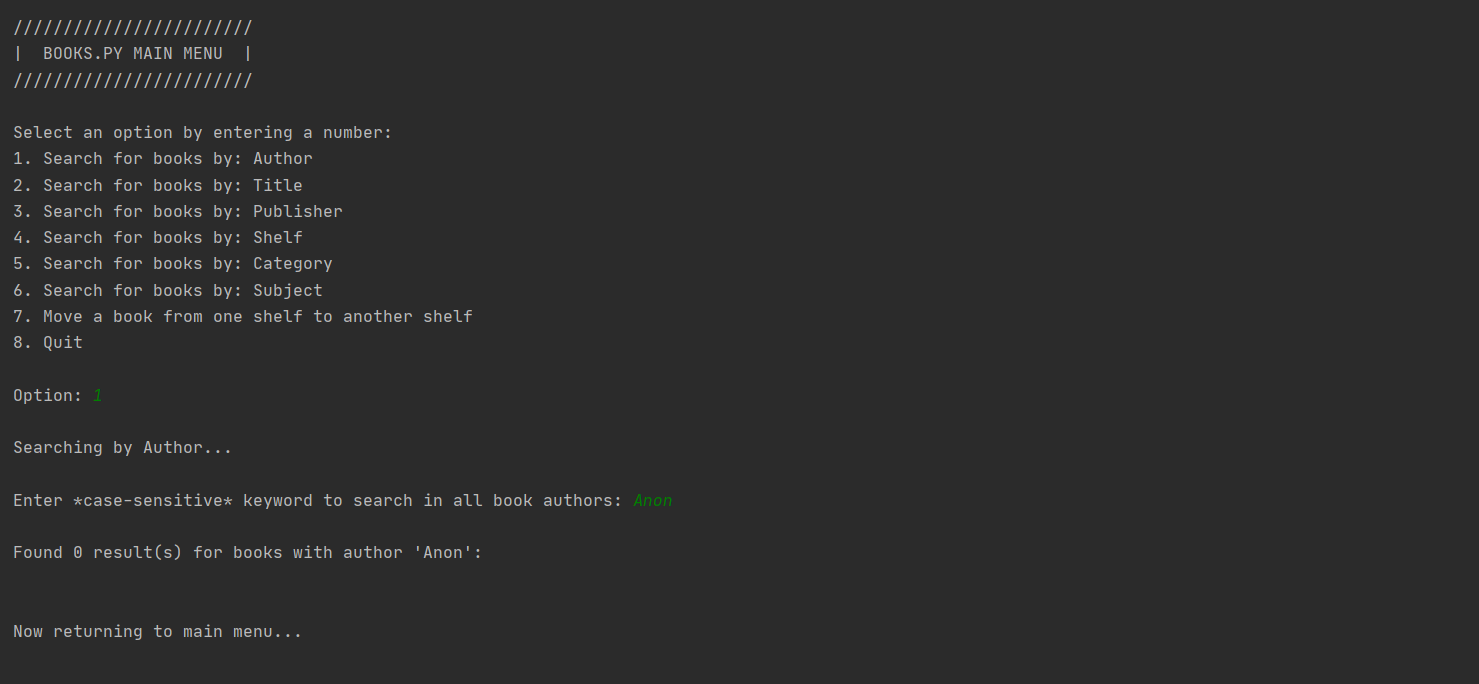 ////////////////////////
|  BOOKS.PY MAIN MENU  |
////////////////////////
Select an option by entering a number:
1. Search for books by: Author
2. Search for books by: Title
3. Search for books by: Publisher
4. Search for books by: Shelf
5. Search for books by: Category
6. Search for books by: Subject
7. Move a book from one shelf to another shelf
8. Quit
Option: 1
Searching by Author...
Enter *case-sensitive* keyword to search in all book authors: Anon
Found 0 result(s) for books with author 'Anon':
Now returning to main menu...